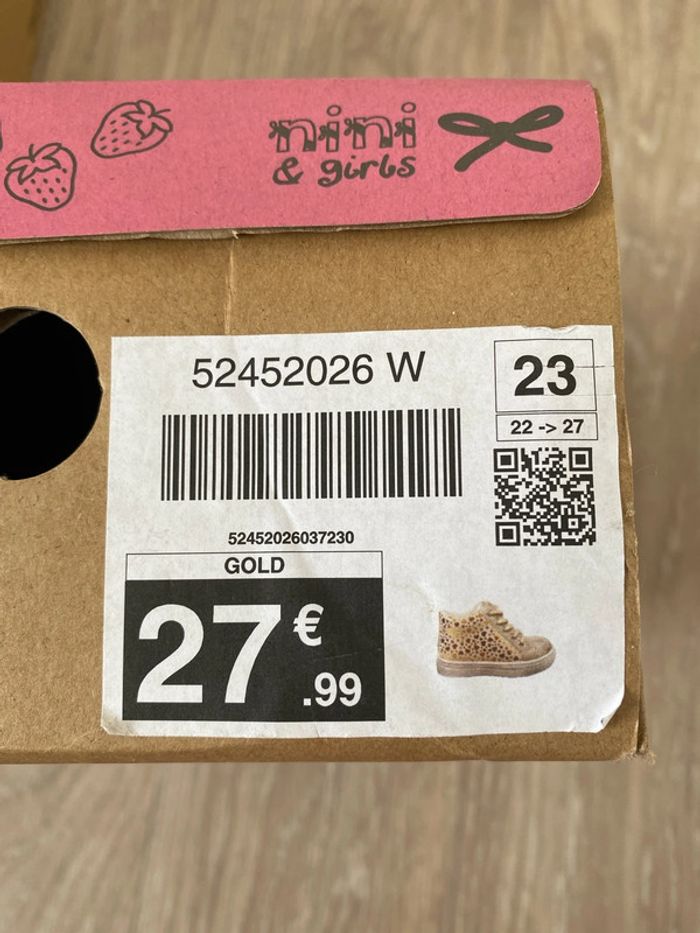 nini
& girls
52452026 W
23
22 -> 27
52452026037230
GOLD
27€.99